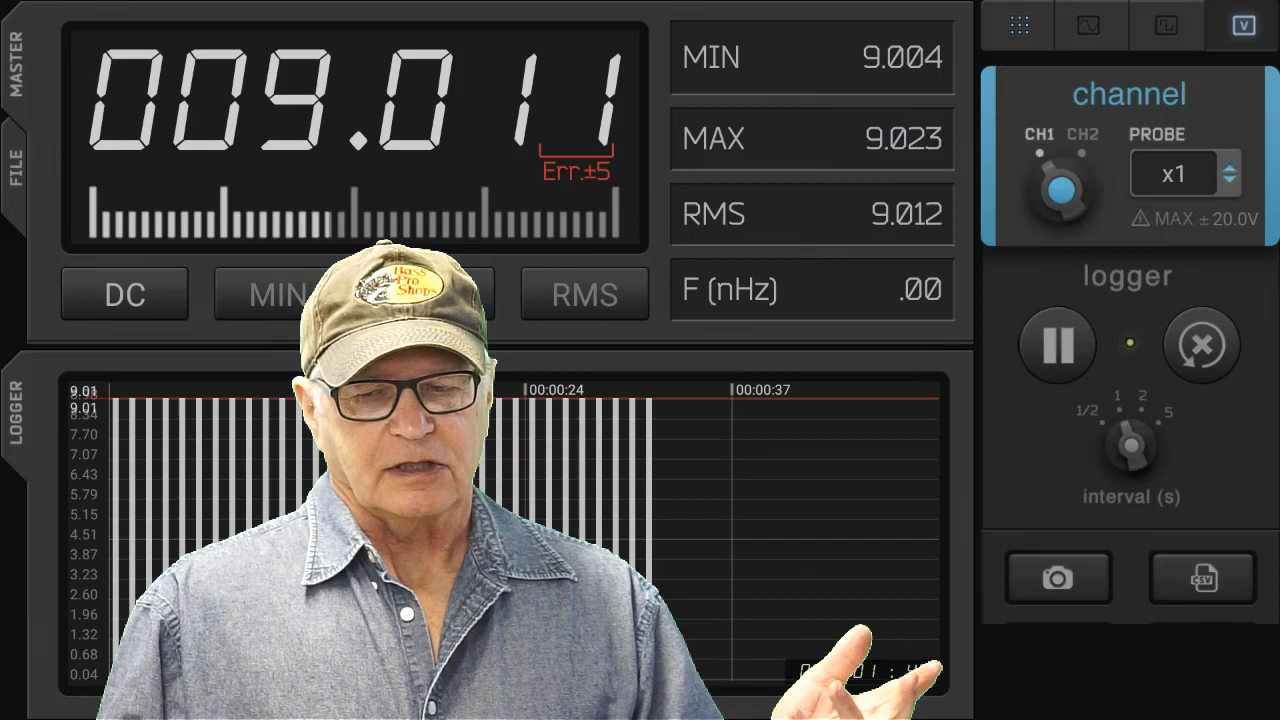 MASTER
FILE
009.011
Err.±5
MIN 9.004
MAX 9.023
RMS 9.012
F (nHz) .00
DC
MIN
RMS
V
channel
CH1 CH2 PROBE
x1
MAX ± 20.0V
logger
1/2 1 2 5
interval (s)
CSV
Bass
Pro
Shops
LOGGER
9.01
9.01
8.34
7.70
7.07
6.43
5.79
5.15
4.51
3.87
3.23
2.60
1.96
1.32
0.68
0.04
00:00:24
00:00:37